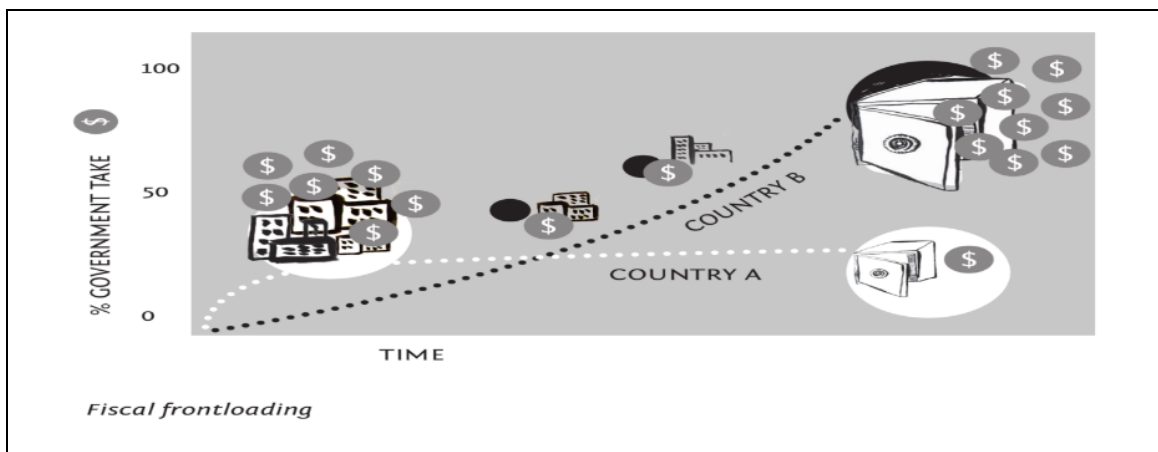 100
50
0
% GOVERNMENT TAKE $
$ $ $ $ $ $ $ $
$
$
$ $ $ $ $ $ $ $ $ $
$
COUNTRY B
COUNTRY A
TIME
Fiscal frontloading